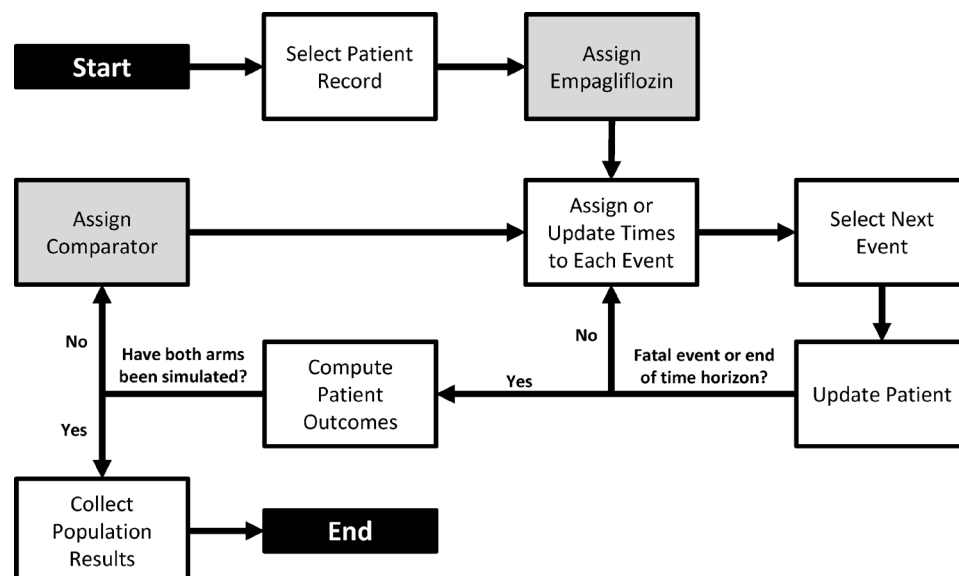 Start
Select Patient
Record
Assign
Empagliflozin
Assign
Comparator
Assign or
Update Times
to Each Event
Select Next
Event
No
Have both arms
been simulated?
Compute
Patient
Outcomes
Yes
No
Fatal event or end
of time horizon?
Update Patient
Yes
Collect
Population
Results
End